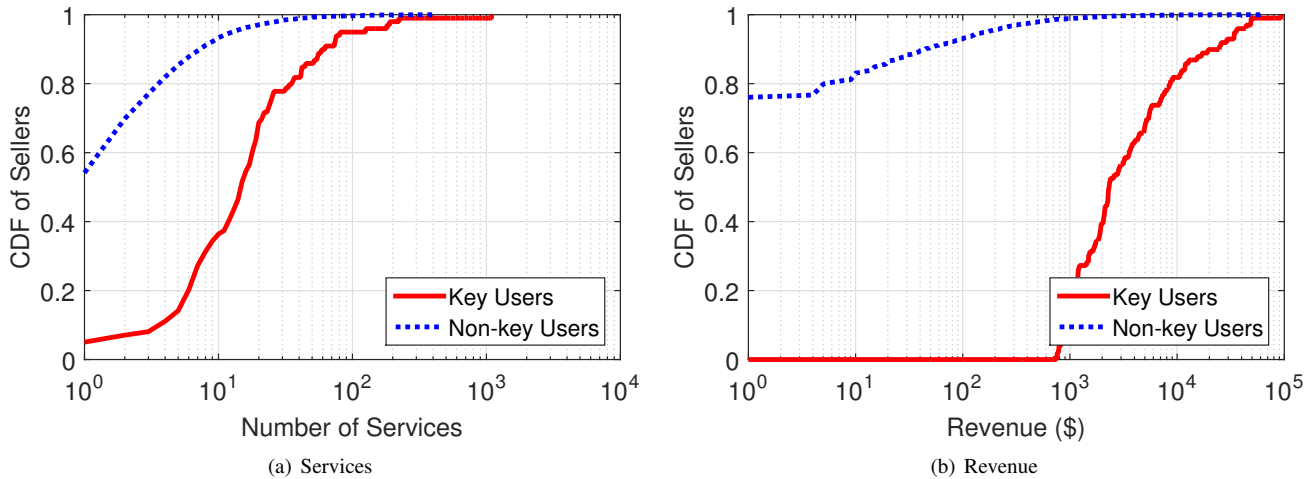 1
0.8
0.6
0.4
0.2
0
CDF of Sellers
10^0
10^1
10^2
10^3
10^4
Number of Services
Key Users
Non-key Users
(a) Services
1
0.8
0.6
0.4
0.2
0
CDF of Sellers
10^0
10^1
10^2
10^3
10^4
10^5
Revenue ($)
Key Users
Non-key Users
(b) Revenue